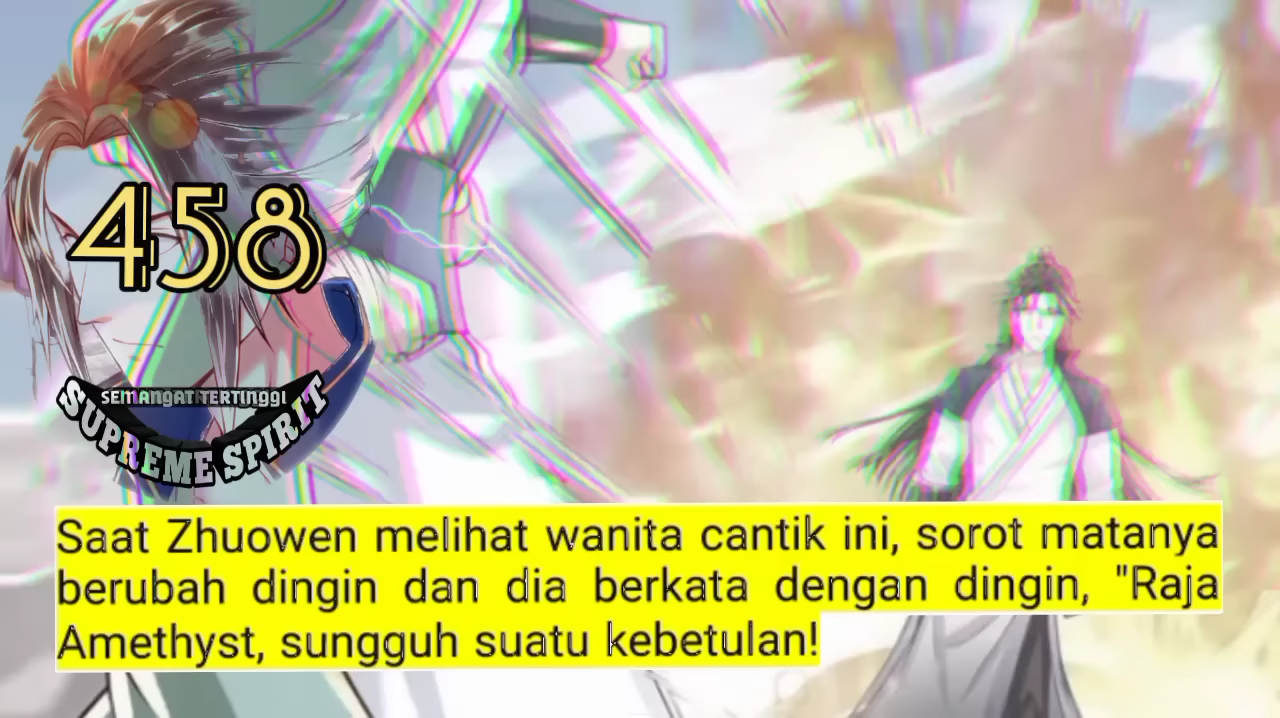 458
SEMANGAT TERTINGGI
SUPREME SPIRIT
Saat Zhuowen melihat wanita cantik ini, sorot matanya
berubah dingin dan dia berkata dengan dingin, "Raja
Amethyst, sungguh suatu kebetulan!